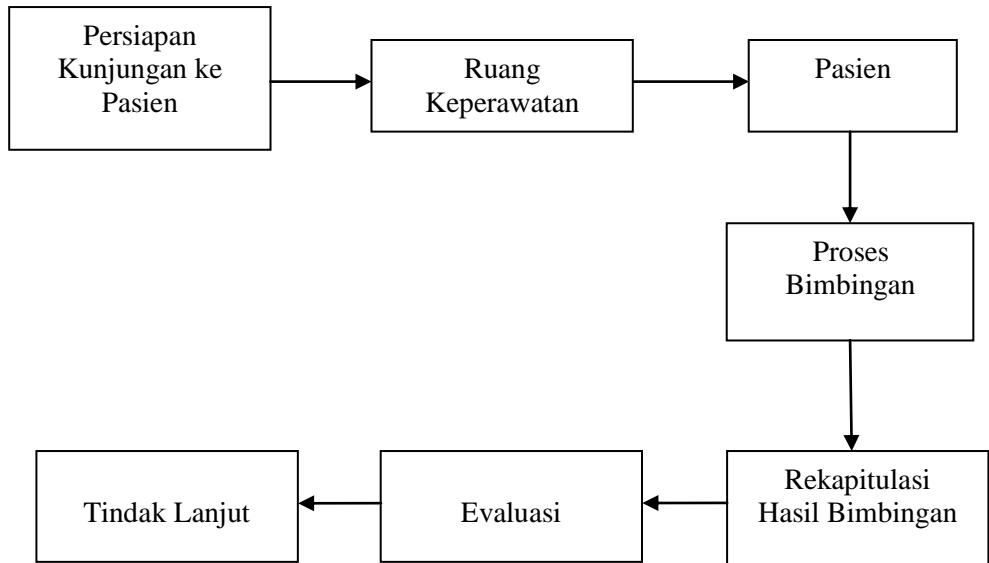 Persiapan
Kunjungan ke
Pasien
Ruang
Keperawatan
Pasien
Proses
Bimbingan
Rekapitulasi
Hasil Bimbingan
Evaluasi
Tindak Lanjut